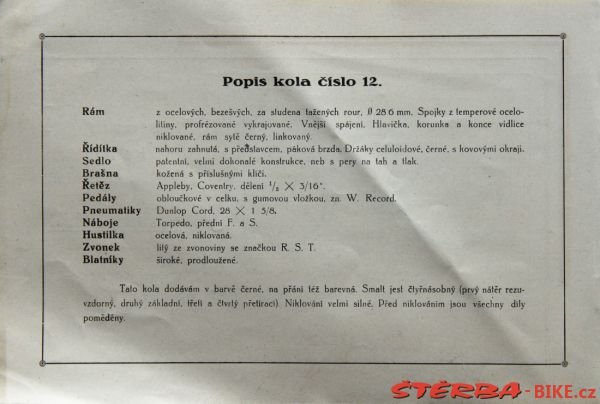 Popis kola číslo 12.
Rám z ocelových, bezešvých, za studena tažených rour, Ø 28·6 mm. Spojky z temperové ocelo-
litiny, profrézované vykrajované. Vnější spájení. Hlavička, korunka a konce vidlice
niklované, rám sytě černý, linkovaný.
Řídítka nahoru zahnutá, s představcem, páková brzda. Držáky celuloidové, černé, s kovovými okraji.
Sedlo patentní, velmi dokonalé konstrukce, neb s pery na tah a tlak.
Brašna kožená s příslušnými klíči.
Řetěz Appleby, Coventry, dělení 1/2 × 3/16".
Pedály obloučkové v celku, s gumovou vložkou, zn. W. Record.
Pneumatiky Dunlop Cord, 28 × 1 5/8.
Náboje Torpedo, přední F. a S.
Hustilka ocelová, niklovaná.
Zvonek litý ze zvonoviny se značkou R. S. T.
Blatníky široké, prodloužené.
Tato kola dodávám v barvě černé, na přání též barevná. Smalt jest čtyřnásobný (prvý nátěr rezu-
vzdorný, druhý základní, třetí a čtvrtý přetírací) Niklování velmi silné. Před niklováním jsou všechny díly
poměděny.
ŠTĚRBA-BIKE.cz